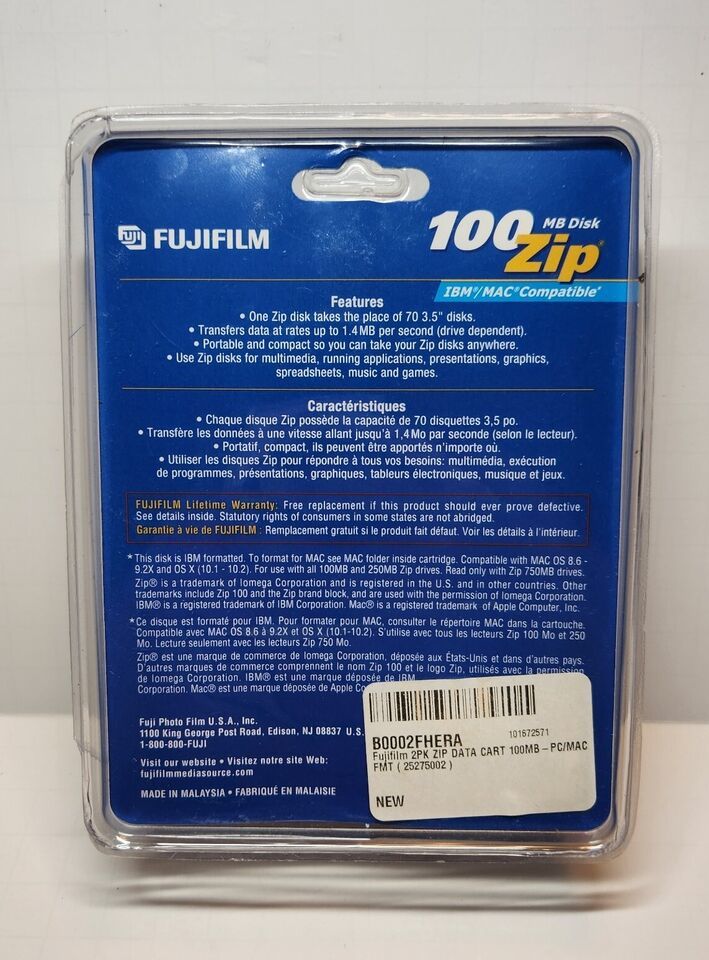 FUJI FUJIFILM
100 MB Disk
Zip®
IBM®/MAC® Compatible*
Features
• One Zip disk takes the place of 70 3.5" disks.
• Transfers data at rates up to 1.4 MB per second (drive dependent).
• Portable and compact so you can take your Zip disks anywhere.
• Use Zip disks for multimedia, running applications, presentations, graphics,
spreadsheets, music and games.
Caractéristiques
• Chaque disque Zip possède la capacité de 70 disquettes 3,5 po.
• Transfère les données à une vitesse allant jusqu'à 1,4 Mo par seconde (selon le lecteur).
• Portatif, compact, ils peuvent être apportés n'importe où.
• Utiliser les disques Zip pour répondre à tous vos besoins: multimédia, exécution
de programmes, présentations, graphiques, tableurs électroniques, musique et jeux.
FUJIFILM Lifetime Warranty: Free replacement if this product should ever prove defective.
See details inside. Statutory rights of consumers in some states are not abridged.
Garantie à vie de FUJIFILM : Remplacement gratuit si le produit fait défaut. Voir les détails à l'intérieur.
*This disk is IBM formatted. To format for MAC see MAC folder inside cartridge. Compatible with MAC OS 8.6 -
9.2X and OS X (10.1 - 10.2). For use with all 100MB and 250MB Zip drives. Read only with Zip 750MB drives.
Zip® is a trademark of Iomega Corporation and is registered in the U.S. and in other countries. Other
trademarks include Zip 100 and the Zip brand block, and are used with the permission of Iomega Corporation.
IBM® is a registered trademark of IBM Corporation. Mac® is a registered trademark of Apple Computer, Inc.
*Ce disque est formaté pour IBM. Pour formater pour MAC, consulter le répertoire MAC dans la cartouche.
Compatible avec MAC OS 8.6 à 9.2X et OS X (10.1-10.2). S'utilise avec tous les lecteurs Zip 100 Mo et 250
Mo. Lecture seulement avec les lecteurs Zip 750 Mo.
Zip® est une marque de commerce de Iomega Corporation, déposée aux États-Unis et dans d'autres pays.
D'autres marques de commerce comprennent le nom Zip 100 et le logo Zip, utilisés avec la permission
de Iomega Corporation. IBM® est une marque déposée de IBM
Corporation. Mac® est une marque déposée de Apple Co
Fuji Photo Film U.S.A., Inc.
1100 King George Post Road, Edison, NJ 08837 U.S.
1-800-800-FUJI
Visit our website • Visitez notre site Web:
fujifilmmediasource.com
MADE IN MALAYSIA • FABRIQUÉ EN MALAISIE
B0002FHERA 101672571
Fujifilm 2PK ZIP DATA CART 100MB – PC/MAC
FMT ( 25275002 )
NEW